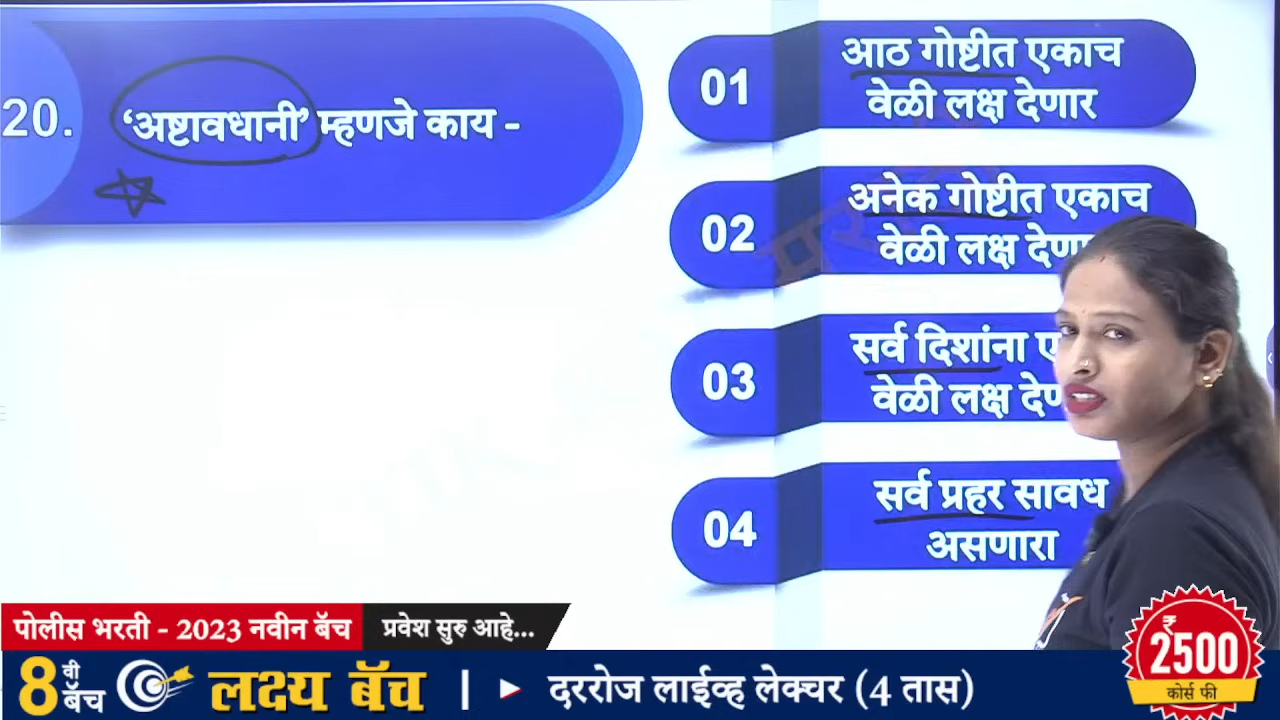 20.
‘अष्टावधानी’ म्हणजे काय -
01
आठ गोष्टीत एकाच
वेळी लक्ष देणार
02
अनेक गोष्टीत एकाच
वेळी लक्ष
03
सर्व दिशांना
वेळी लक्ष
04
सर्व प्रहर सावध
असणारा
पोलीस भरती - 2023 नवीन बॅच
प्रवेश सुरु आहे...
8 वी बॅच
लक्ष्य बॅच
दररोज लाईव्ह लेक्चर (4 तास)
₹
2500
कोर्स फी